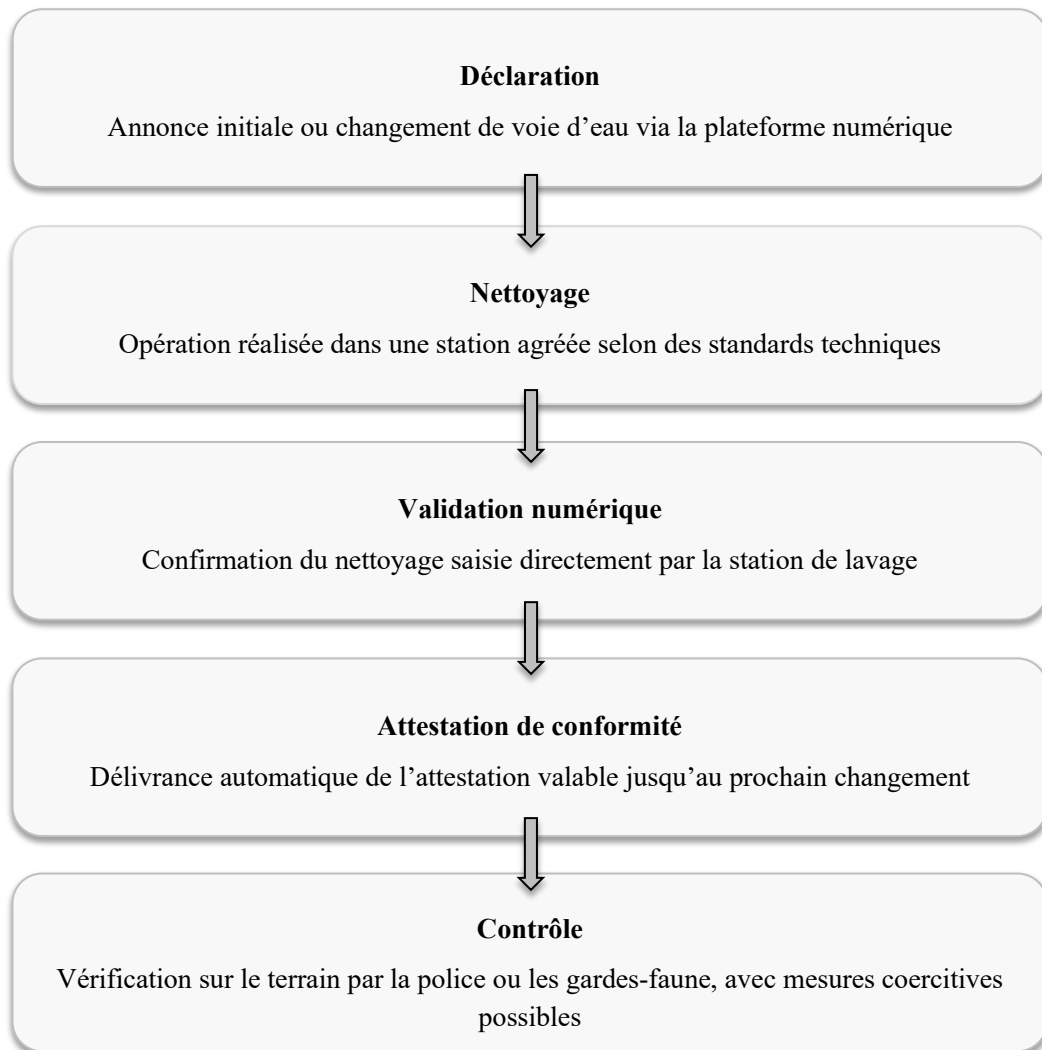 Déclaration
Annonce initiale ou changement de voie d’eau via la plateforme numérique
Nettoyage
Opération réalisée dans une station agréée selon des standards techniques
Validation numérique
Confirmation du nettoyage saisie directement par la station de lavage
Attestation de conformité
Délivrance automatique de l’attestation valable jusqu’au prochain changement
Contrôle
Vérification sur le terrain par la police ou les gardes-faune, avec mesures coercitives
possibles